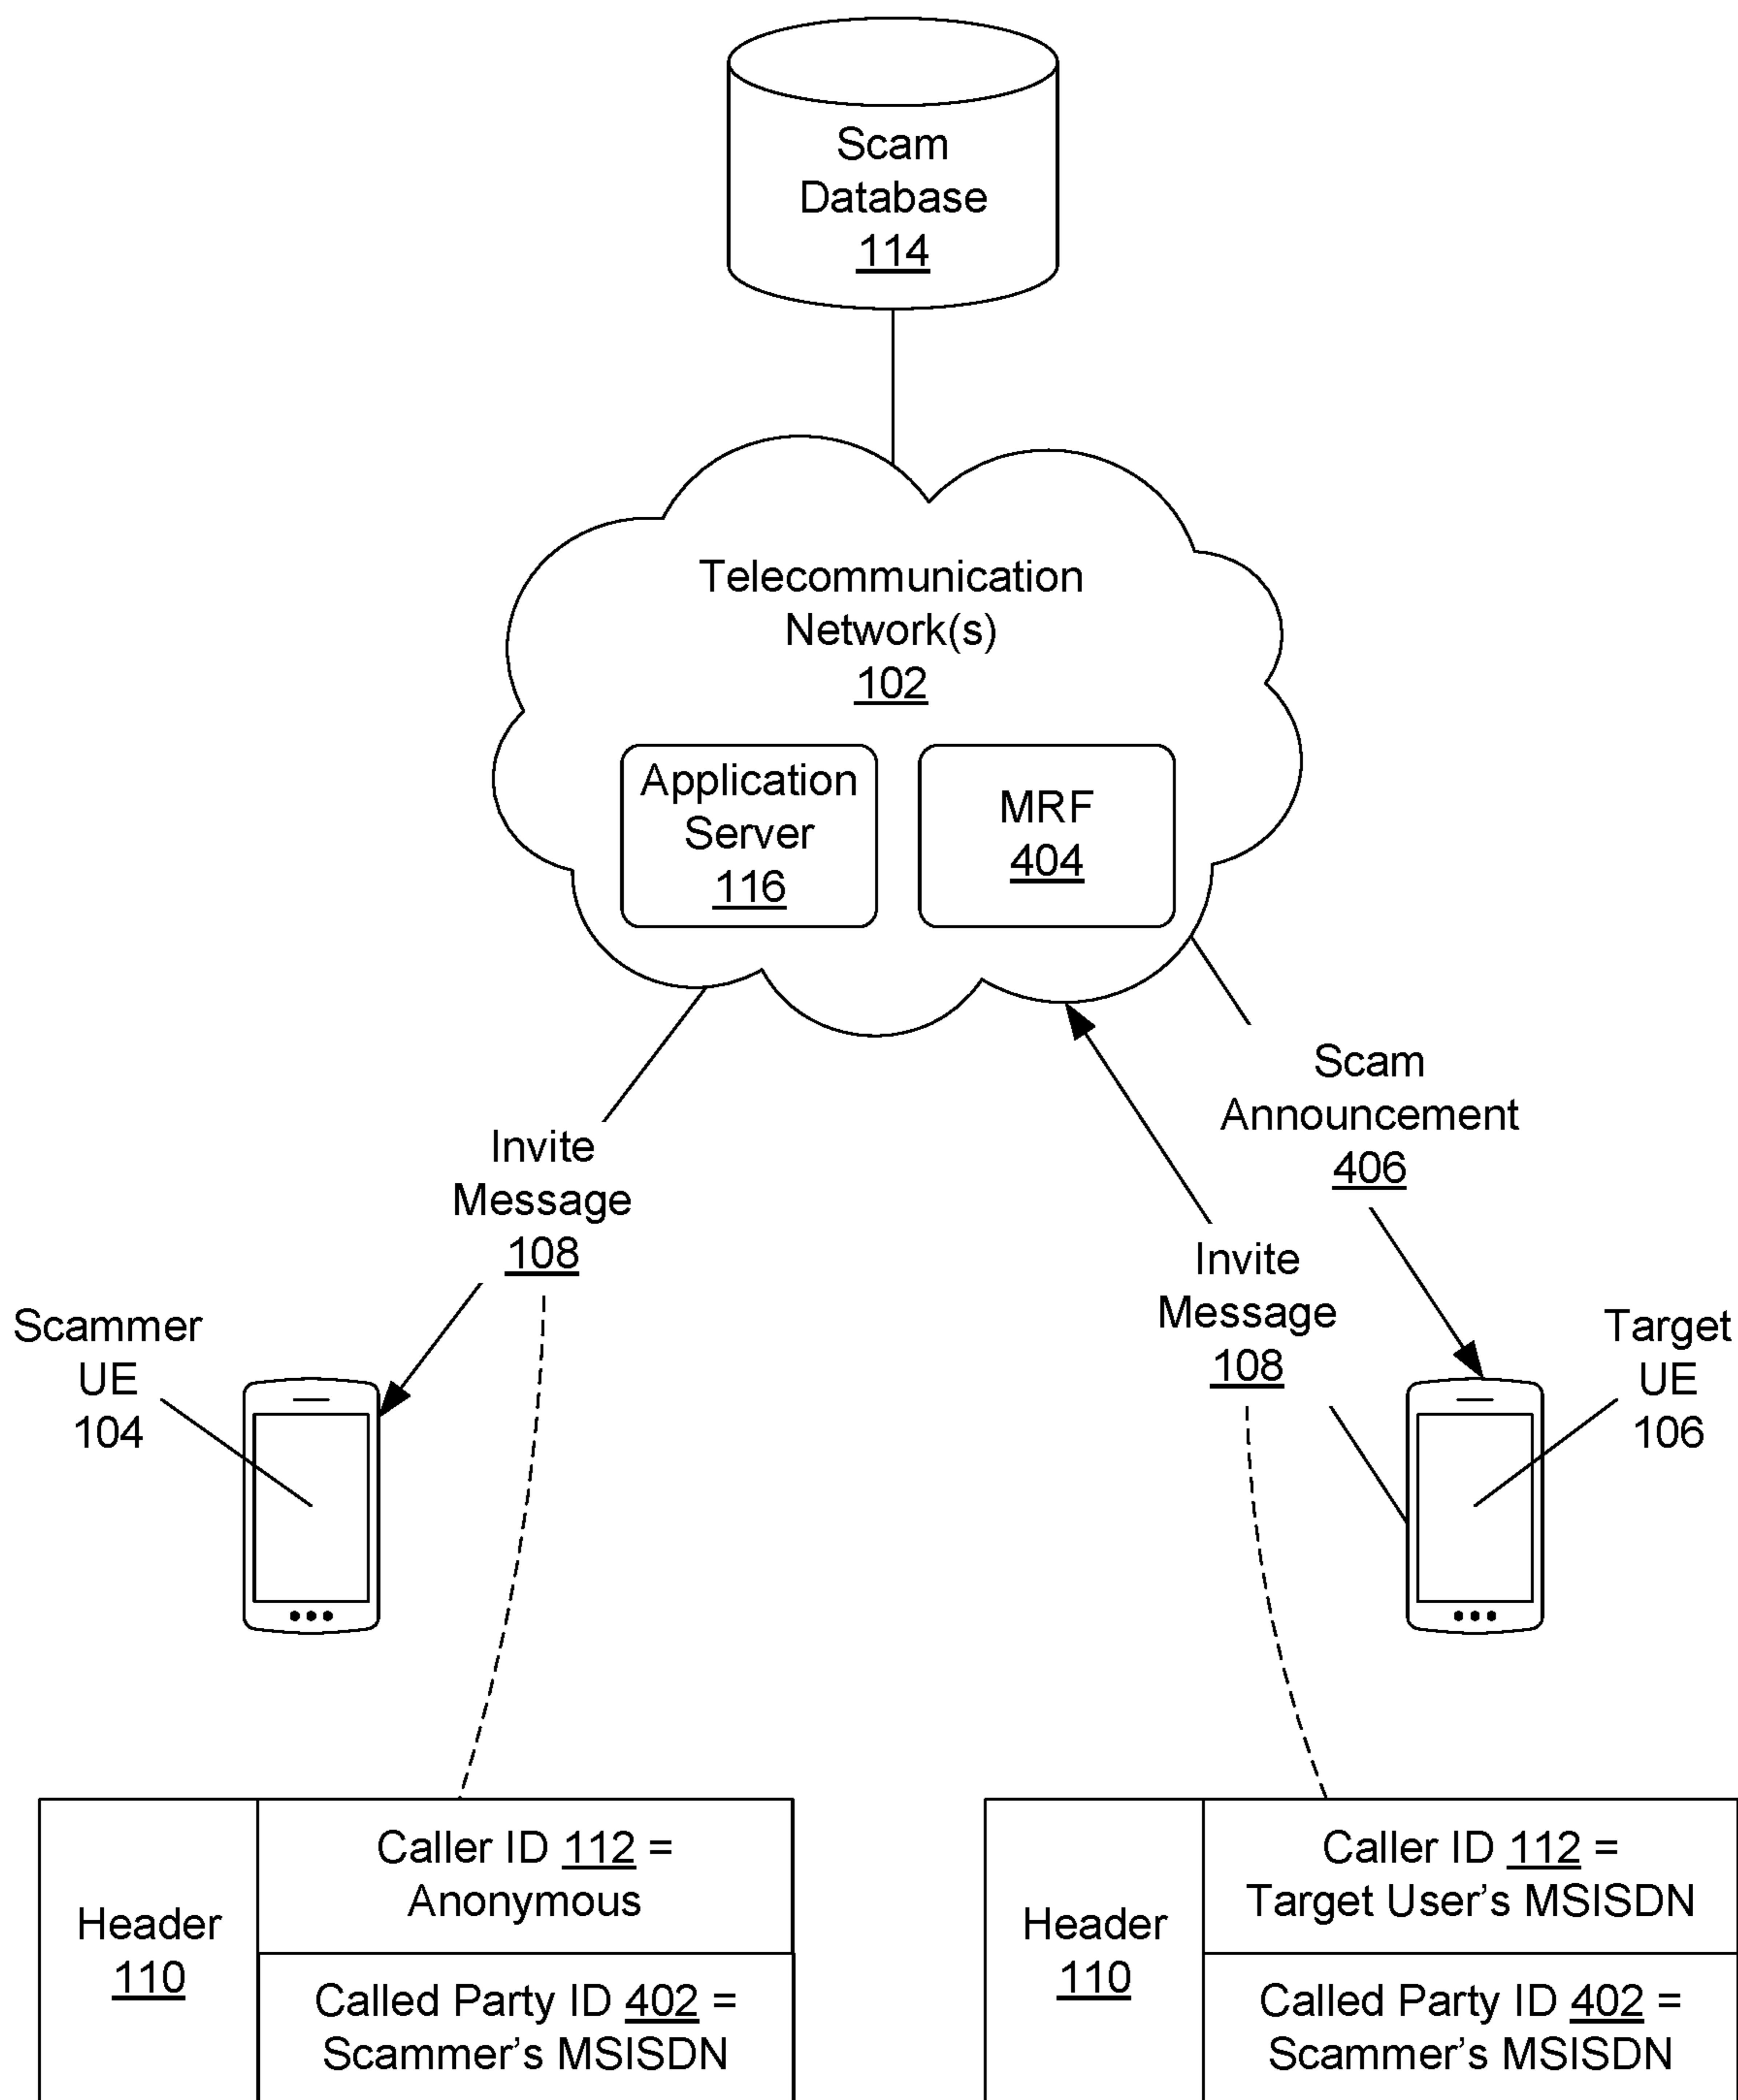 Scam
Database
114
Telecommunication
Network(s)
102
Application
Server
116
MRF
404
Scam
Announcement
406
Invite
Message
108
Invite
Message
108
Scammer
UE
104
Target
UE
106
Header
110
Caller ID 112 =
Anonymous
Called Party ID 402 =
Scammer's MSISDN
Header
110
Caller ID 112 =
Target User's MSISDN
Called Party ID 402 =
Scammer's MSISDN